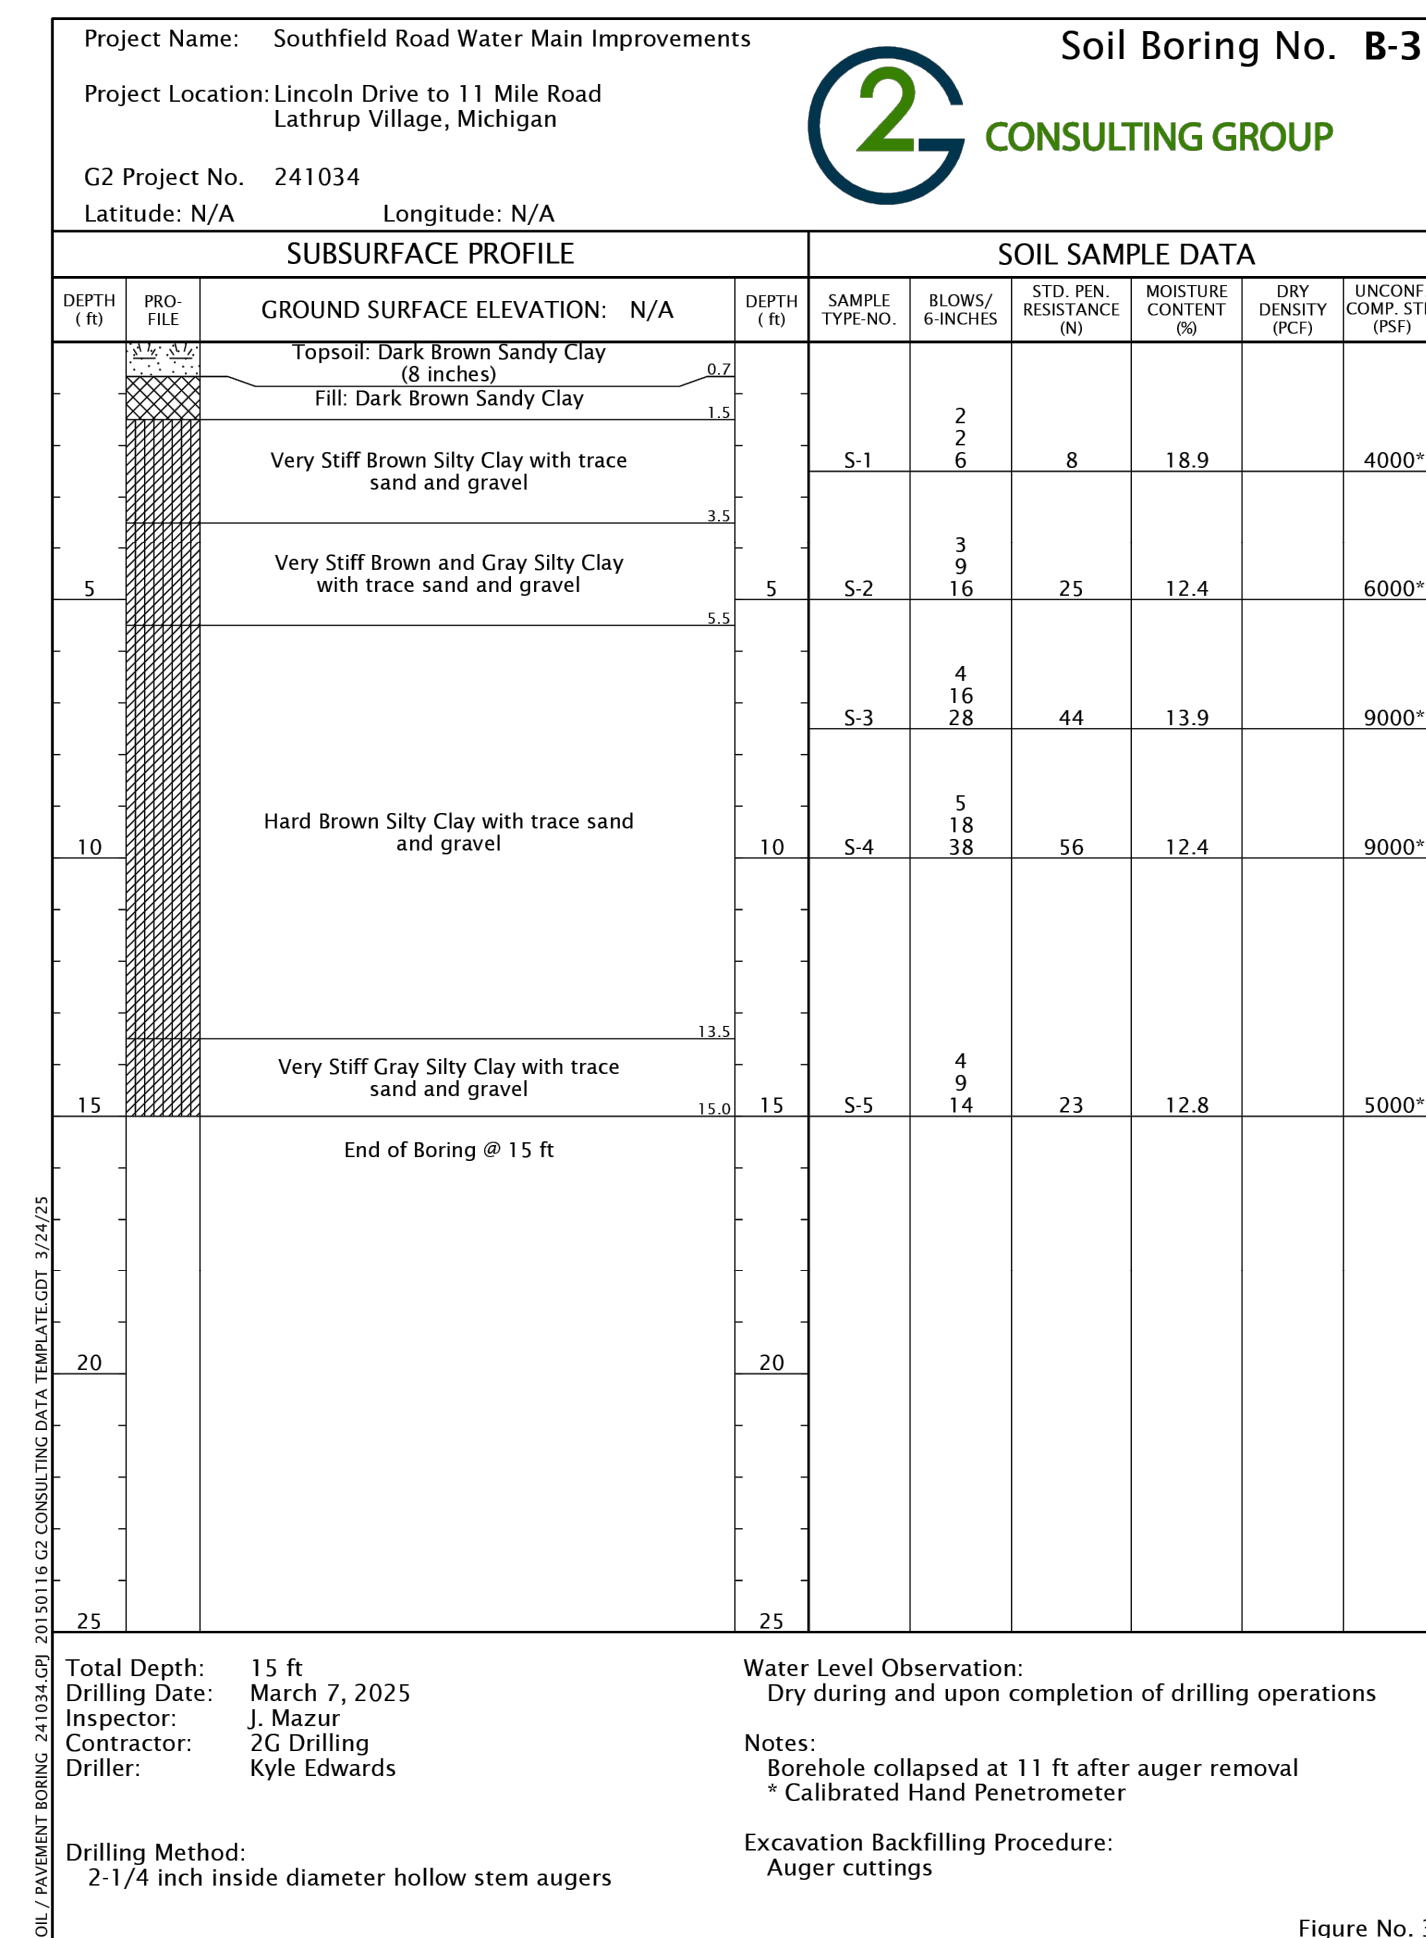 Project Name: Southfield Road Water Main Improvements
Project Location: Lincoln Drive to 11 Mile Road
Lathrup Village, Michigan
G2 Project No. 241034
Latitude: N/A Longitude: N/A
Soil Boring No. B-3
G2 CONSULTING GROUP
SUBSURFACE PROFILE
SOIL SAMPLE DATA
DEPTH ( ft)
PRO- FILE
GROUND SURFACE ELEVATION: N/A
DEPTH ( ft)
SAMPLE TYPE-NO.
BLOWS/ 6-INCHES
STD. PEN. RESISTANCE (N)
MOISTURE CONTENT (%)
DRY DENSITY (PCF)
UNCONF
COMP. ST
(PSF)
Topsoil: Dark Brown Sandy Clay
(8 inches)
0.7
Fill: Dark Brown Sandy Clay
1.5
2
2
S-1 6 8 18.9 4000*
Very Stiff Brown Silty Clay with trace
sand and gravel
3.5
3
9
5 5 S-2 16 25 12.4 6000*
Very Stiff Brown and Gray Silty Clay
with trace sand and gravel
5.5
4
16
S-3 28 44 13.9 9000*
5
18
10 10 S-4 38 56 12.4 9000*
Hard Brown Silty Clay with trace sand
and gravel
13.5
4
9
15 15 S-5 14 23 12.8 5000*
Very Stiff Gray Silty Clay with trace
sand and gravel
15.0
End of Boring @ 15 ft
20 20
25 25
Total Depth: 15 ft
Drilling Date: March 7, 2025
Inspector: J. Mazur
Contractor: 2G Drilling
Driller: Kyle Edwards
Drilling Method:
2-1/4 inch inside diameter hollow stem augers
Water Level Observation:
Dry during and upon completion of drilling operations
Notes:
Borehole collapsed at 11 ft after auger removal
* Calibrated Hand Penetrometer
Excavation Backfilling Procedure:
Auger cuttings
Figure No.
OIL / PAVEMENT BORING 241034.GPJ 20150116 G2 CONSULTING DATA TEMPLATE.GDT 3/24/25